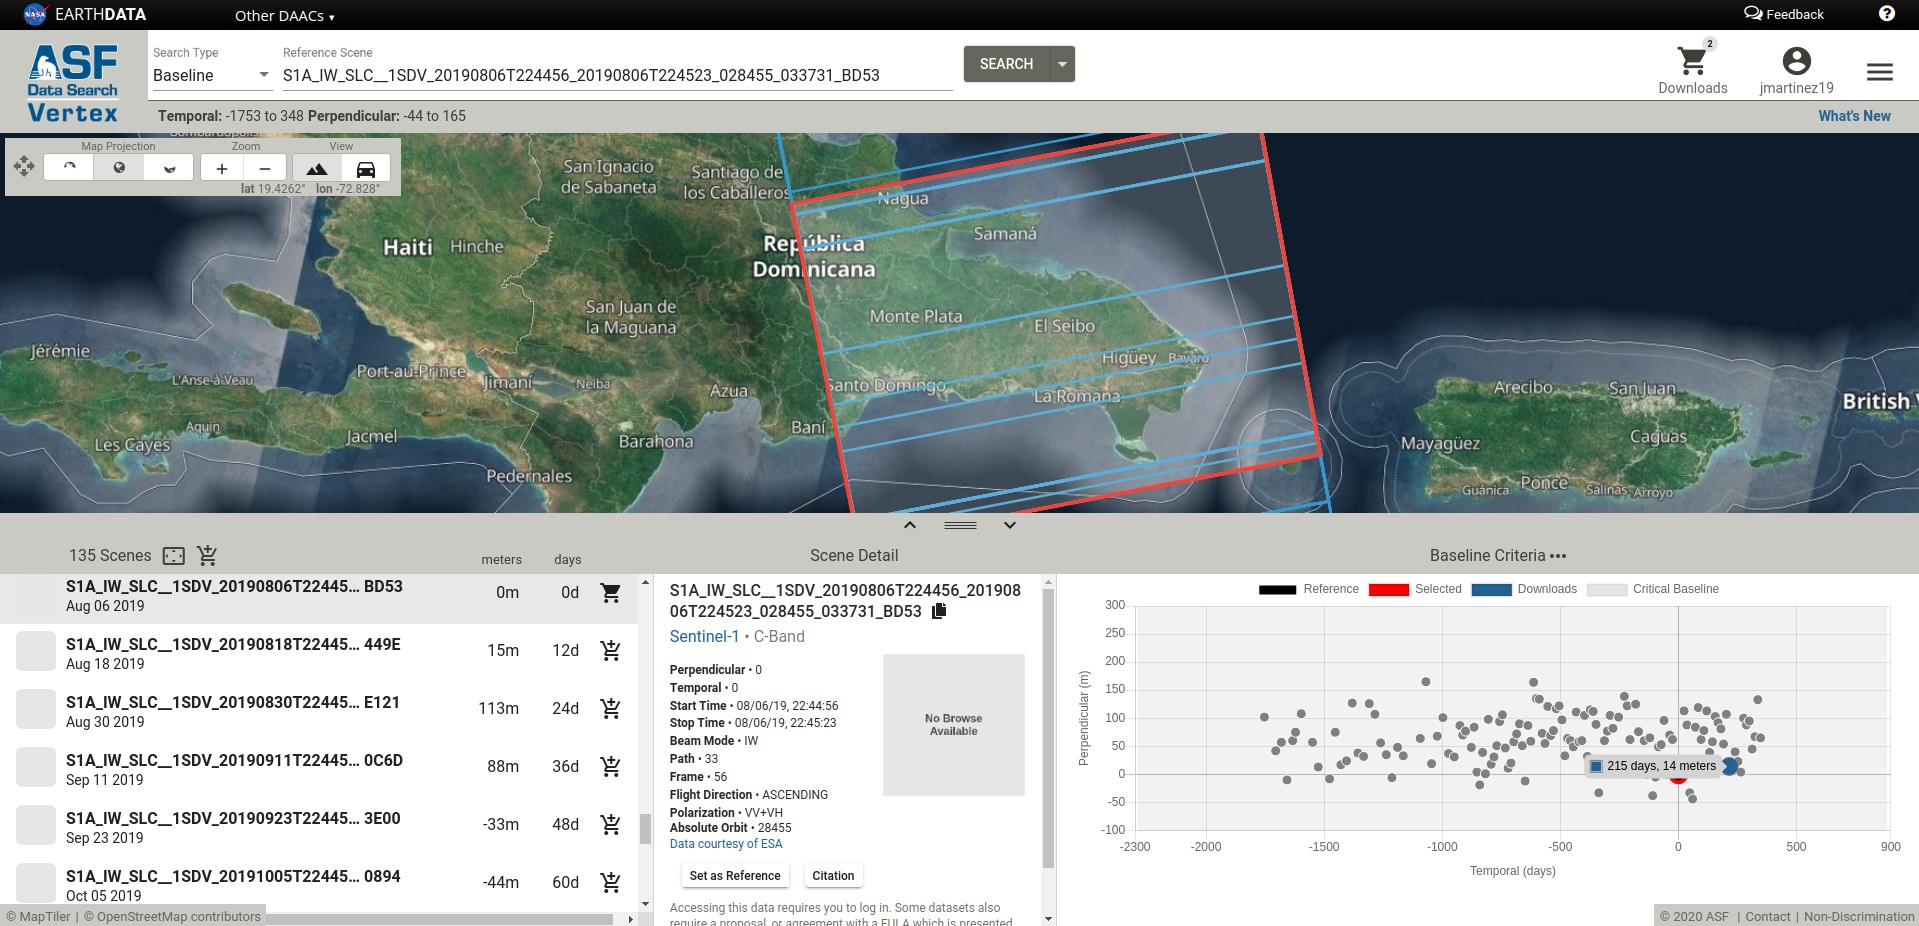 NASA EARTHDATA Other DAACs ▾ Feedback ?
ASF
Data Search
Vertex
Search Type
Baseline
Reference Scene
S1A_IW_SLC__1SDV_20190806T224456_20190806T224523_028455_033731_BD53
SEARCH
2
Downloads
jmartinez19
Temporal: -1753 to 348 Perpendicular: -44 to 165
What's New
Map Projection
Zoom
View
+ −
lat 19.4262° lon -72.828°
San Ignacio
de Sabaneta
Santiago de
los Caballeros
Nagua
Samaná
Haiti
Hinche
República
Dominicana
San Juan de
la Maguana
Monte Plata
El Seibo
Jérémie
L'Anse-à-Veau
Port-au-Prince
Jimaní
Neiba
Azua
Santo Domingo
Higüey
Bavaro
La Romana
Arecibo
San Juan
British
Les Cayes
Aquin
Jacmel
Barahona
Baní
Pedernales
Mayagüez
Caguas
Guánica
Ponce
Salinas
Arroyo
135 Scenes
meters
days
S1A_IW_SLC__1SDV_20190806T22445... BD53
Aug 06 2019
0m
0d
S1A_IW_SLC__1SDV_20190818T22445... 449E
Aug 18 2019
15m
12d
S1A_IW_SLC__1SDV_20190830T22445... E121
Aug 30 2019
113m
24d
S1A_IW_SLC__1SDV_20190911T22445... 0C6D
Sep 11 2019
88m
36d
S1A_IW_SLC__1SDV_20190923T22445... 3E00
Sep 23 2019
-33m
48d
S1A_IW_SLC__1SDV_20191005T22445... 0894
Oct 05 2019
-44m
60d
© MapTiler | © OpenStreetMap contributors
Scene Detail
S1A_IW_SLC__1SDV_20190806T224456_201908
06T224523_028455_033731_BD53
Sentinel-1 • C-Band
Perpendicular • 0
Temporal • 0
Start Time • 08/06/19, 22:44:56
Stop Time • 08/06/19, 22:45:23
Beam Mode • IW
Path • 33
Frame • 56
Flight Direction • ASCENDING
Polarization • VV+VH
Absolute Orbit • 28455
Data courtesy of ESA
No Browse
Available
Set as Reference
Citation
Accessing this data requires you to log in. Some datasets also
require a proposal, or agreement with a EULA which is presented
Baseline Criteria •••
Reference Selected Downloads Critical Baseline
Perpendicular (m)
300
250
200
150
100
50
0
-50
-100
215 days, 14 meters
-2300 -2000 -1500 -1000 -500 0 500 900
Temporal (days)
© 2020 ASF | Contact | Non-Discrimination